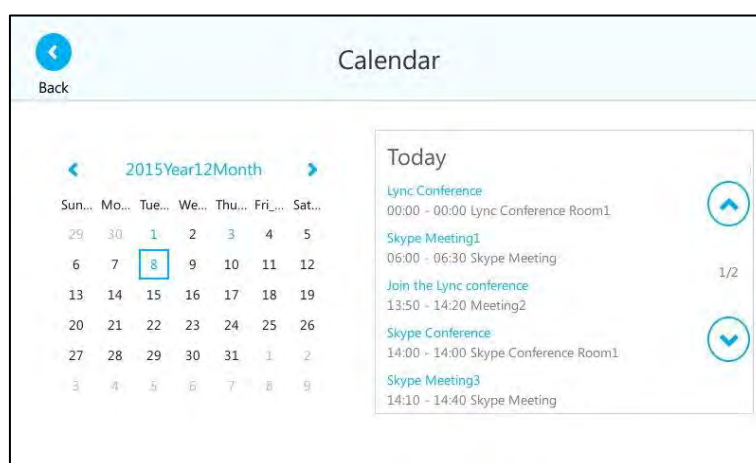 Calendar
Back
2015Year12Month
Sun... Mo... Tue... We... Thu... Fri_... Sat...
29 30 1 2 3 4 5
6 7 8 9 10 11 12
13 14 15 16 17 18 19
20 21 22 23 24 25 26
27 28 29 30 31 1 2
3 4 5 6 7 8 9
Today
Lync Conference
00:00 - 00:00 Lync Conference Room1
Skype Meeting1
06:00 - 06:30 Skype Meeting
Join the Lync conference
13:50 - 14:20 Meeting2
Skype Conference
14:00 - 14:00 Skype Conference Room1
Skype Meeting3
14:10 - 14:40 Skype Meeting
1/2